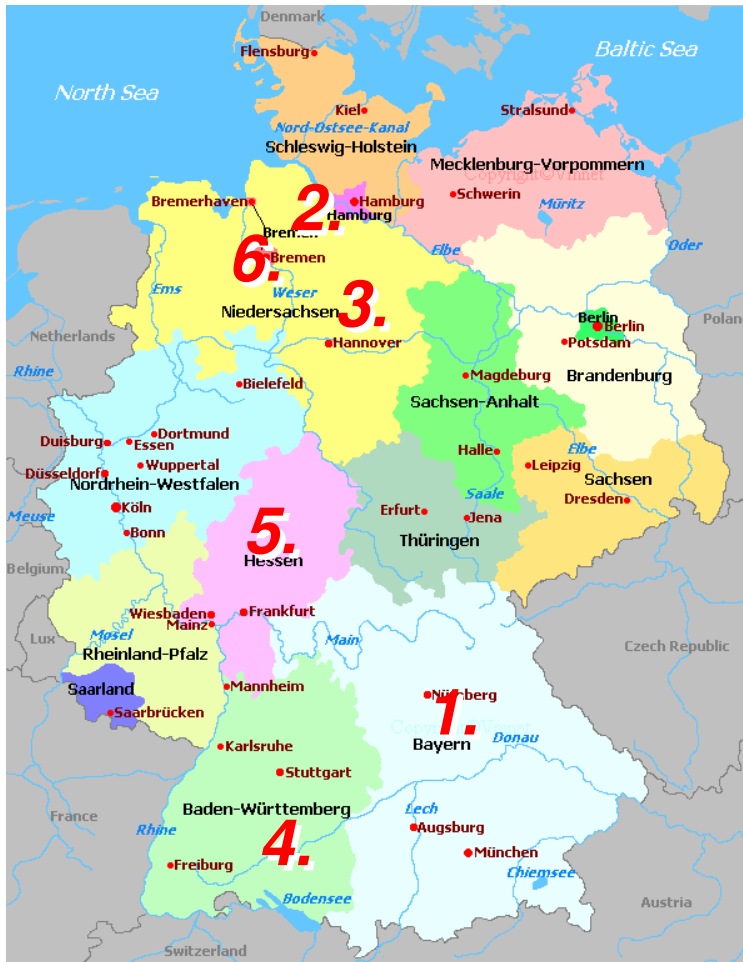 Denmark
Flensburg
Baltic Sea
North Sea
Kiel
Stralsund
Nord-Ostsee-Kanal
Schleswig-Holstein
Mecklenburg-Vorpommern
Copyright©Vinnet
Schwerin
Müritz
Bremerhaven
2.
Hamburg
Hamburg
Bremen
6.
Bremen
Elbe
Oder
Ems
Weser
3.
Niedersachsen
Berlin
Berlin
Netherlands
Hannover
Potsdam
Poland
Rhine
Bielefeld
Magdeburg
Brandenburg
Sachsen-Anhalt
Dortmund
Duisburg
Essen
Halle
Elbe
Wuppertal
Leipzig
Düsseldorf
Nordrhein-Westfalen
Sachsen
Saale
Dresden
Meuse
Köln
Erfurt
Jena
5.
Bonn
Thüringen
Hessen
Belgium
Wiesbaden
Frankfurt
Mainz
Lux
Mosel
Main
Rheinland-Pfalz
Czech Republic
Saarland
Mannheim
Nürnberg
1.
Saarbrücken
Copyright©Vinnet
Donau
Karlsruhe
Bayern
Stuttgart
France
Baden-Württemberg
Lech
Rhine
4.
Augsburg
München
Freiburg
Chiemsee
Bodensee
Austria
Switzerland